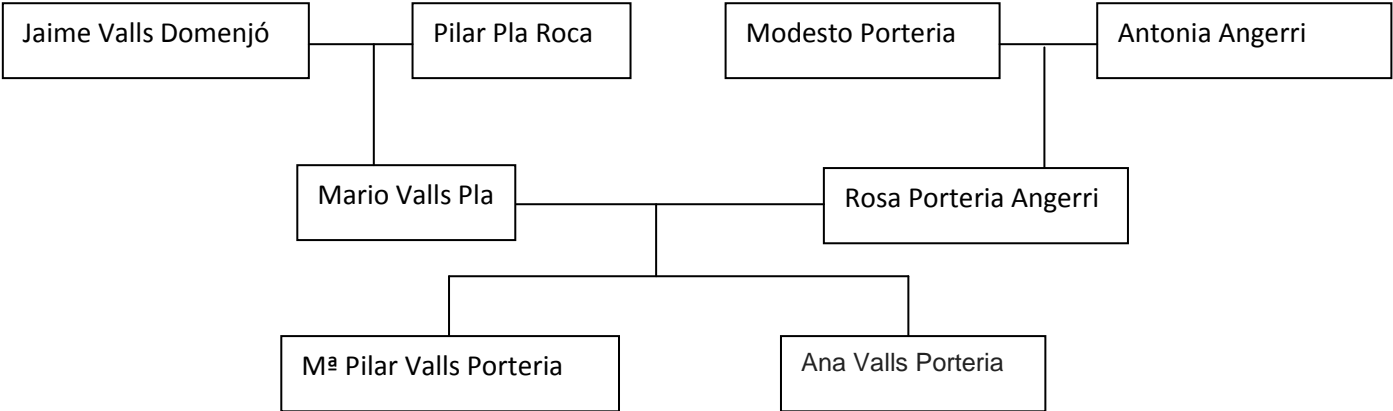 Jaime Valls Domenjó
Pilar Pla Roca
Modesto Porteria
Antonia Angerri
Mario Valls Pla
Rosa Porteria Angerri
Mª Pilar Valls Porteria
Ana Valls Porteria